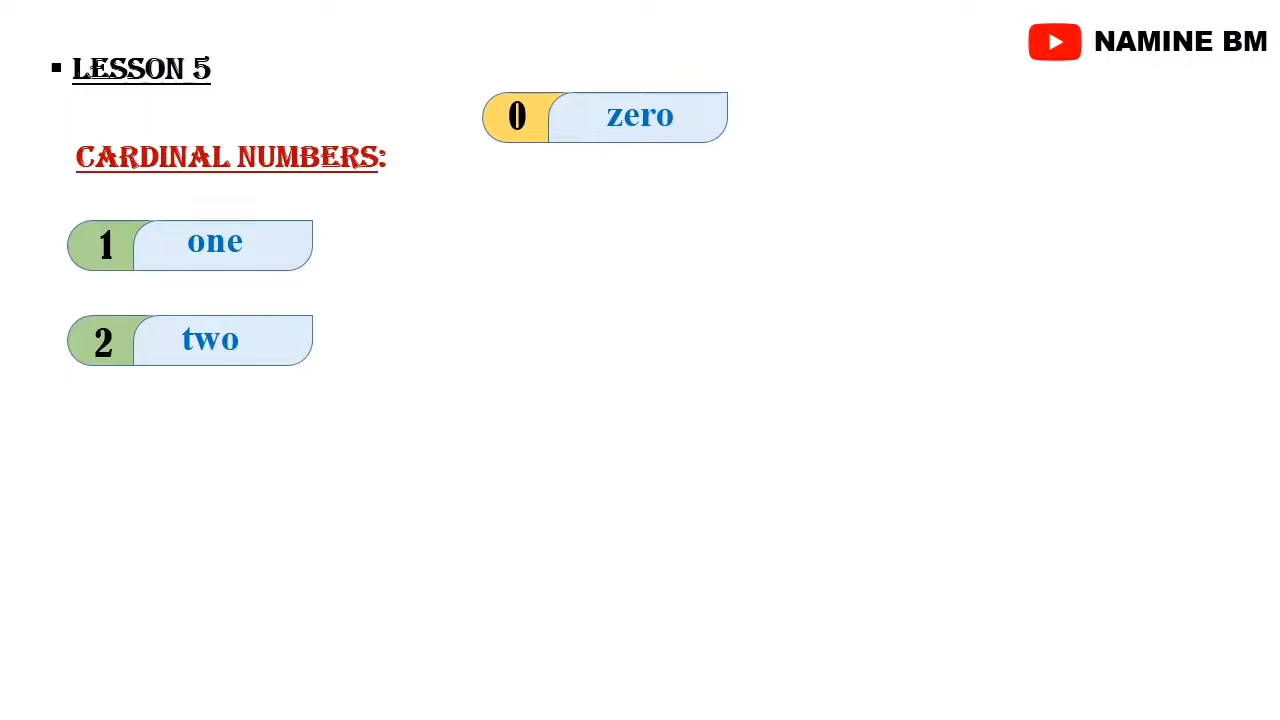 NAMINE BM
▪ LESSON 5
0 zero
CARDINAL NUMBERS:
1 one
2 two